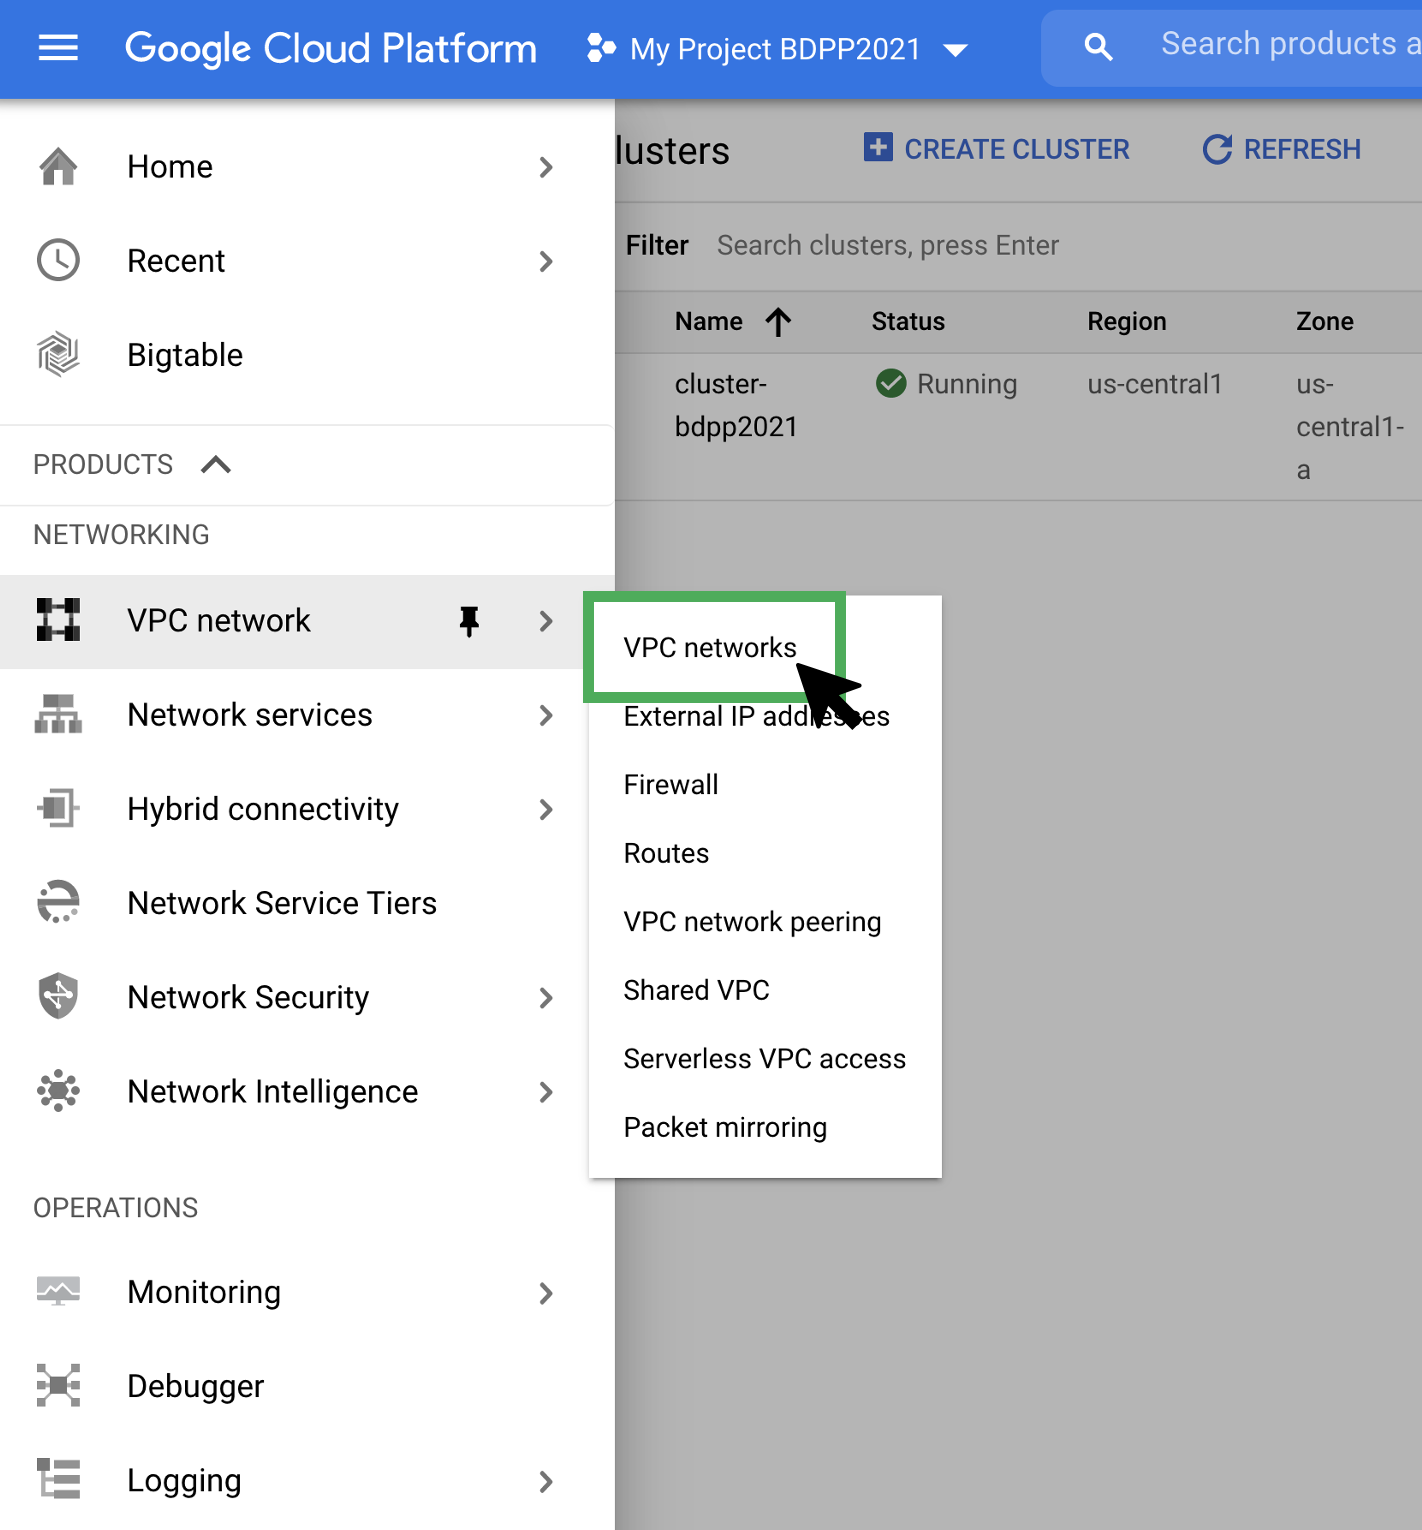 Google Cloud Platform
My Project BDPP2021
Search products a
Home
Recent
Bigtable
PRODUCTS
NETWORKING
VPC network
Network services
Hybrid connectivity
Network Service Tiers
Network Security
Network Intelligence
OPERATIONS
Monitoring
Debugger
Logging
VPC networks
External IP addresses
Firewall
Routes
VPC network peering
Shared VPC
Serverless VPC access
Packet mirroring
lusters
CREATE CLUSTER
REFRESH
Filter Search clusters, press Enter
Name Status Region Zone
cluster- Running us-central1 us-
bdpp2021 central1-
a